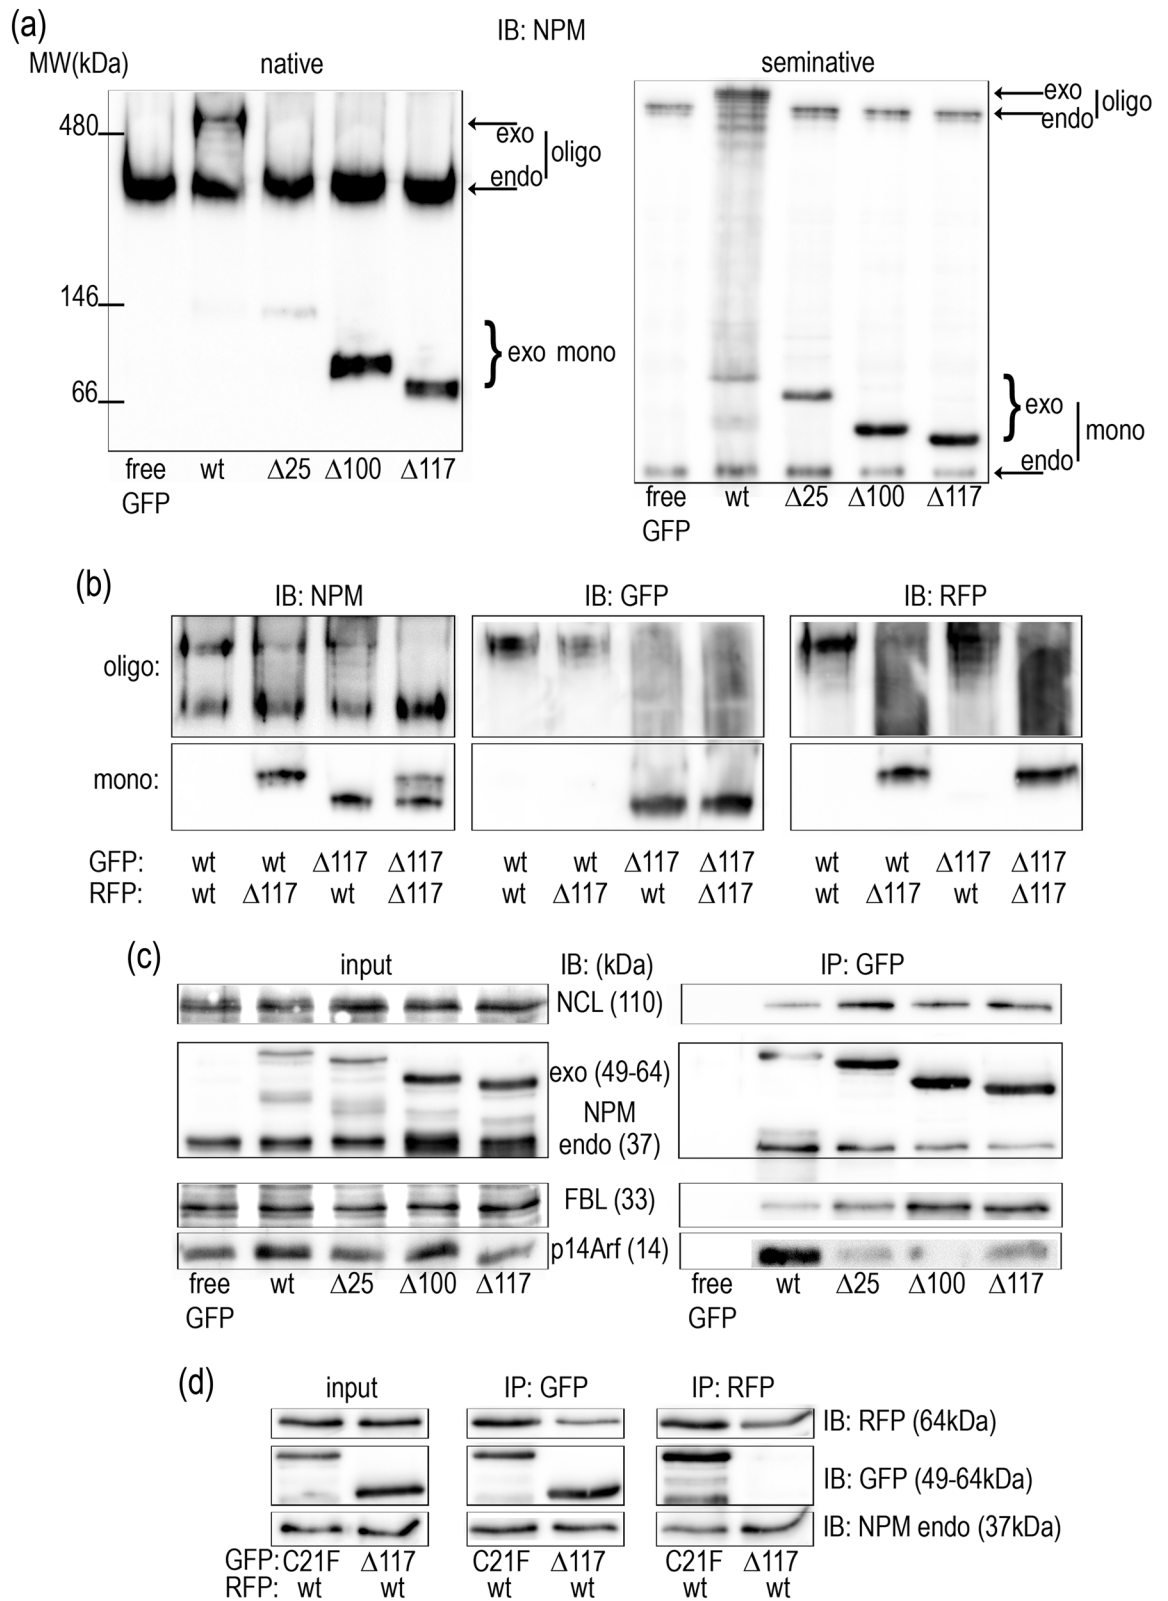 (a)
IB: NPM
MW(kDa)
native
seminative
480
146
66
exo
endo
oligo
exo mono
exo
endo
oligo
exo
endo
mono
free GFP wt Δ25 Δ100 Δ117
free GFP wt Δ25 Δ100 Δ117
(b)
IB: NPM IB: GFP IB: RFP
oligo:
mono:
GFP: wt wt Δ117 Δ117 wt wt Δ117 Δ117 wt wt Δ117 Δ117
RFP: wt Δ117 wt Δ117 wt Δ117 wt Δ117 wt Δ117 wt Δ117
(c)
input IB: (kDa) IP: GFP
NCL (110)
exo (49-64)
NPM
endo (37)
FBL (33)
p14Arf (14)
free GFP wt Δ25 Δ100 Δ117 free GFP wt Δ25 Δ100 Δ117
(d)
input IP: GFP IP: RFP
IB: RFP (64kDa)
IB: GFP (49-64kDa)
IB: NPM endo (37kDa)
GFP: C21F Δ117 C21F Δ117 C21F Δ117
RFP: wt wt wt wt wt wt